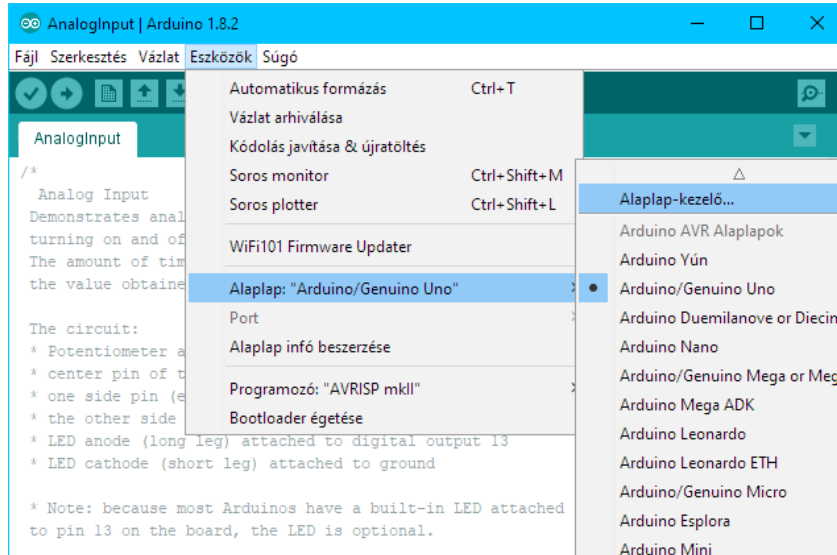 AnalogInput | Arduino 1.8.2
Fájl Szerkesztés Vázlat Eszközök Súgó
AnalogInput
Automatikus formázás Ctrl+T
Vázlat arhiválása
Kódolás javítása & újratöltés
Soros monitor Ctrl+Shift+M
Soros plotter Ctrl+Shift+L
WiFi101 Firmware Updater
Alaplap: "Arduino/Genuino Uno"
Port
Alaplap infó beszerzése
Programozó: "AVRISP mkII"
Bootloader égetése
Alaplap-kezelő...
Arduino AVR Alaplapok
Arduino Yún
Arduino/Genuino Uno
Arduino Duemilanove or Diecim
Arduino Nano
Arduino/Genuino Mega or Meg
Arduino Mega ADK
Arduino Leonardo
Arduino Leonardo ETH
Arduino/Genuino Micro
Arduino Esplora
Arduino Mini
/*
Analog Input
Demonstrates anal
turning on and of
The amount of tim
the value obtaine
The circuit:
* Potentiometer a
* center pin of t
* one side pin (e
* the other side
* LED anode (long leg) attached to digital output 13
* LED cathode (short leg) attached to ground
* Note: because most Arduinos have a built-in LED attached
to pin 13 on the board, the LED is optional.